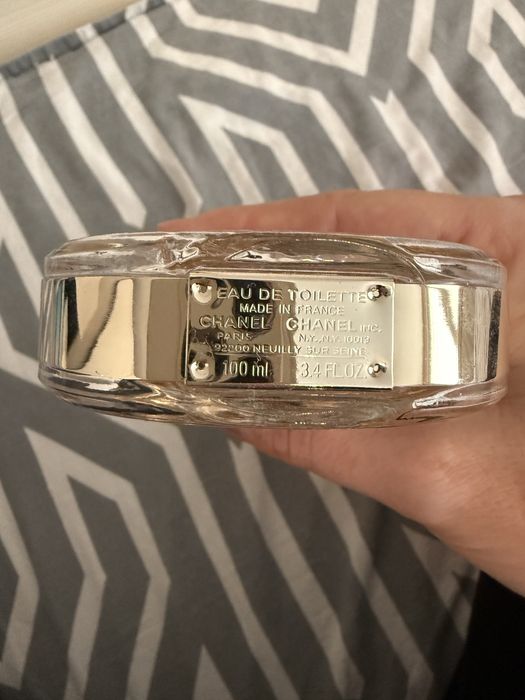 EAU DE TOILETTE
MADE IN FRANCE
CHANEL CHANEL INC.
PARIS N.Y. N.Y. 10019
92200 NEUILLY SUR SEINE
100 ml 3.4 FL.OZ.